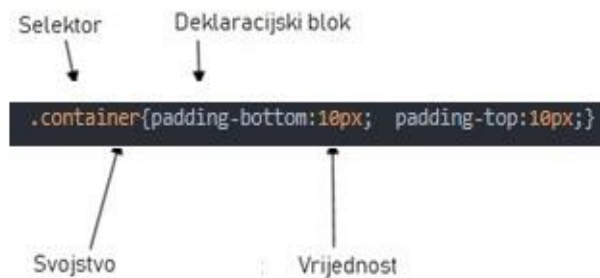 Selektor Deklaracijski blok
.container{padding-bottom:10px; padding-top:10px;}
Svojstvo Vrijednost